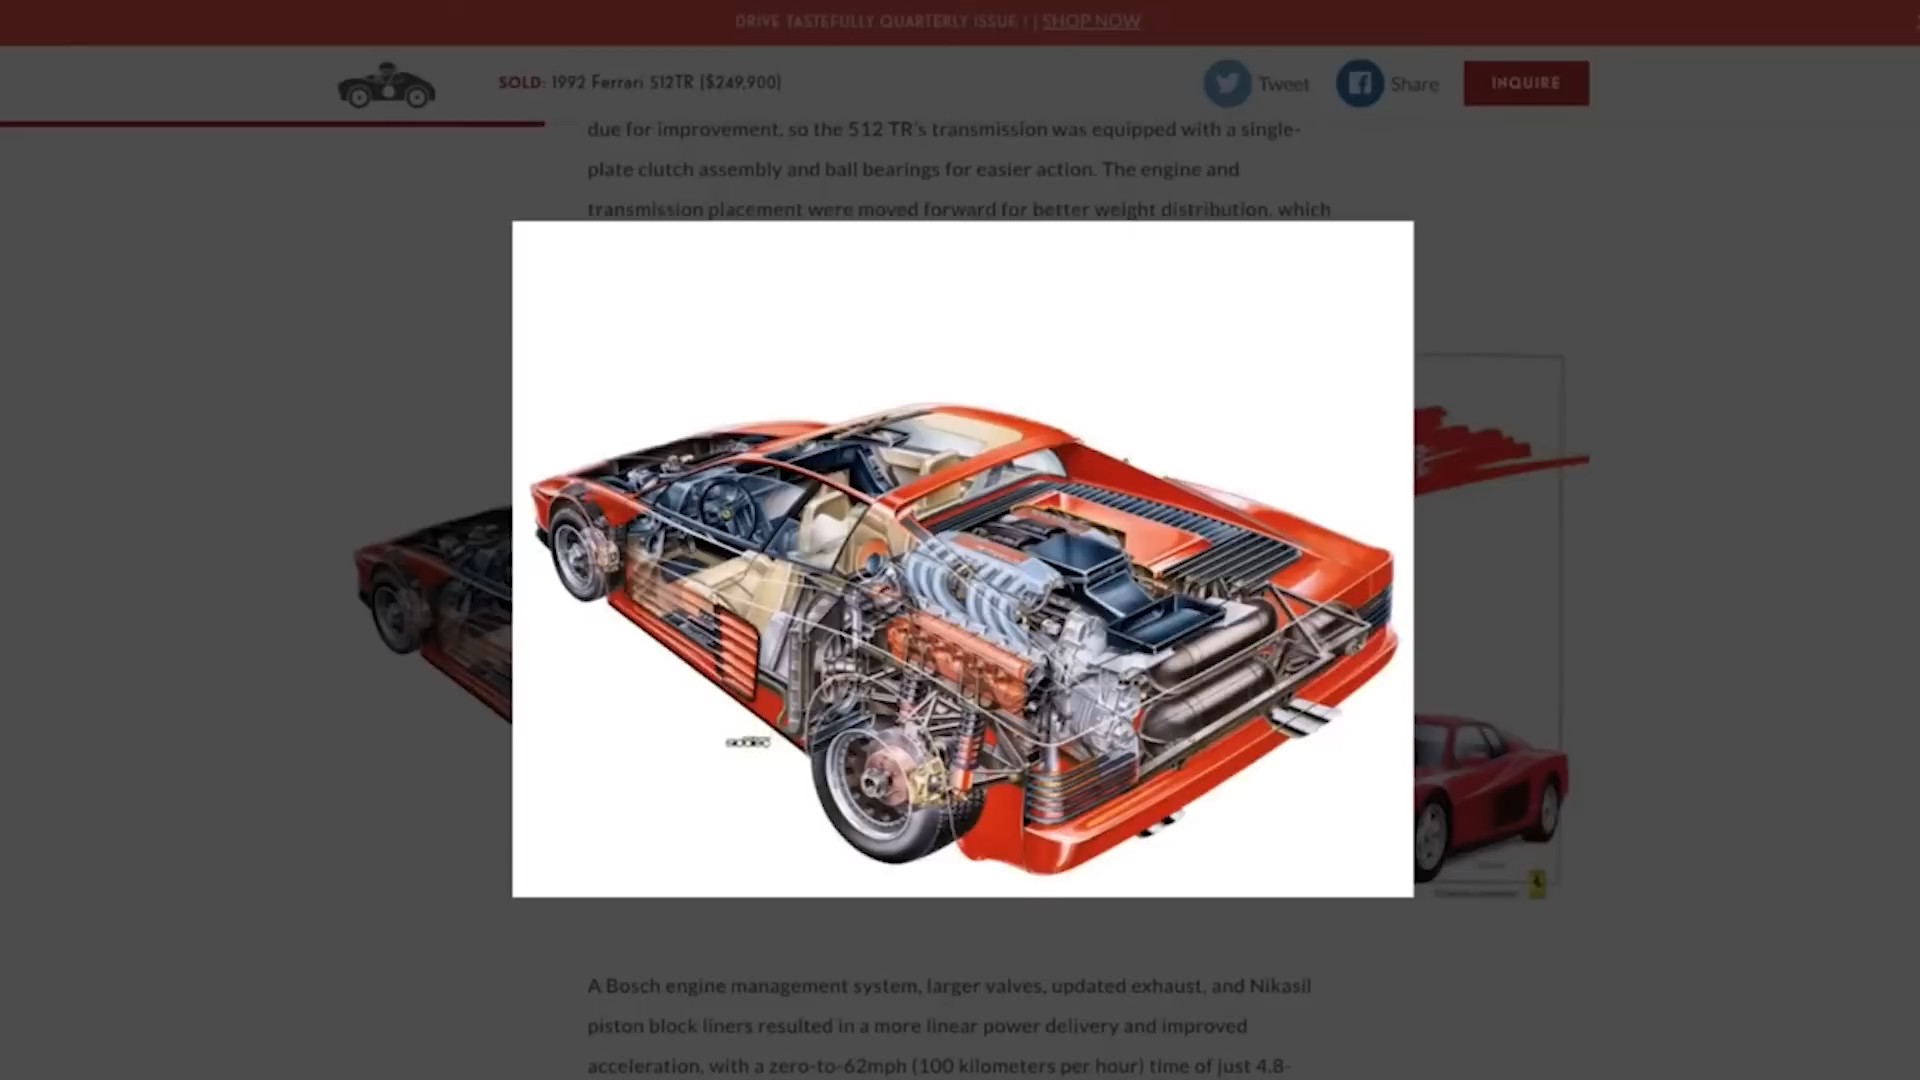 DRIVE TASTEFULLY QUARTERLY ISSUE 1 | SHOP NOW
SOLD: 1992 Ferrari 512TR ($249,900)
Tweet
Share
INQUIRE
due for improvement, so the 512 TR's transmission was equipped with a single-
plate clutch assembly and ball bearings for easier action. The engine and
transmission placement were moved forward for better weight distribution, which
A Bosch engine management system, larger valves, updated exhaust, and Nikasil
piston block liners resulted in a more linear power delivery and improved
acceleration, with a zero-to-62mph (100 kilometers per hour) time of just 4.8-